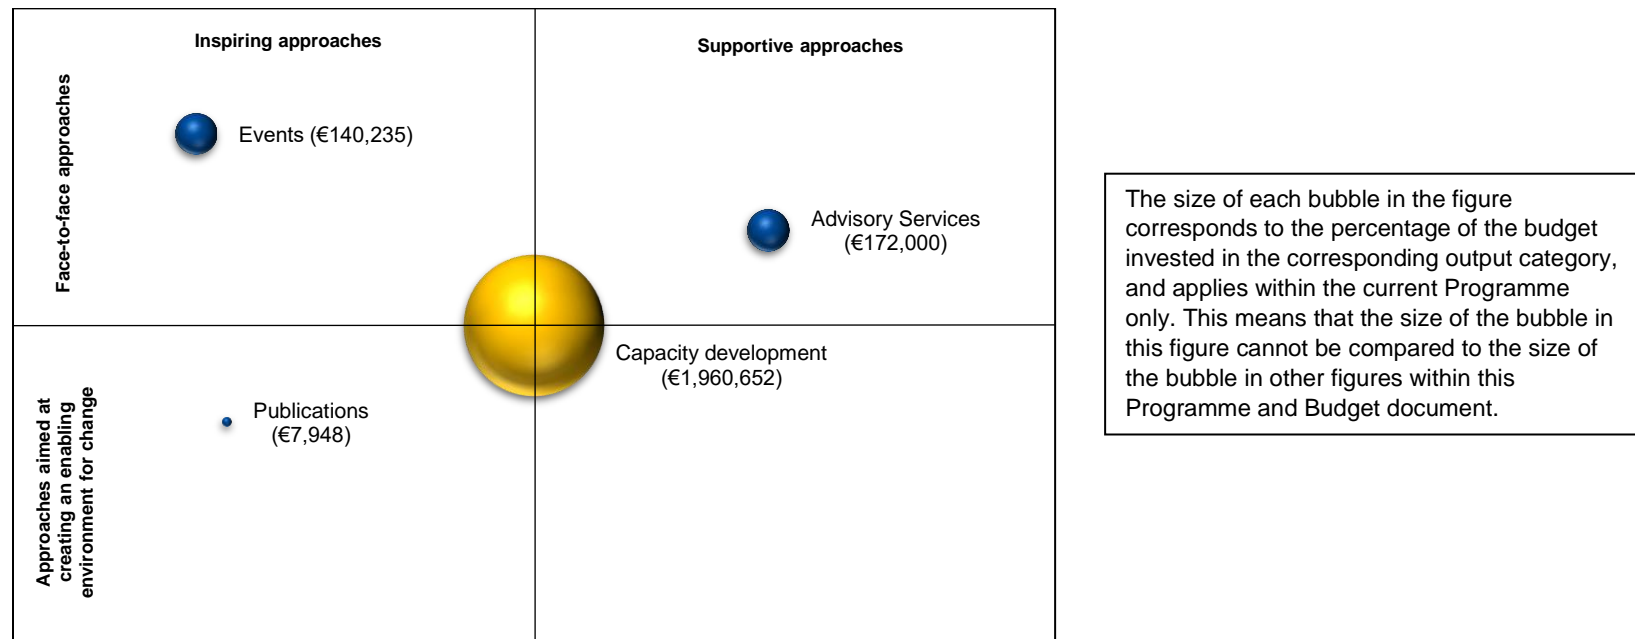 Inspiring approaches
Supportive approaches
Face-to-face approaches
Events (€140,235)
Advisory Services
(€172,000)
Capacity development
(€1,960,652)
Approaches aimed at
creating an enabling
environment for change
Publications
(€7,948)
The size of each bubble in the figure
corresponds to the percentage of the budget
invested in the corresponding output category,
and applies within the current Programme
only. This means that the size of the bubble in
this figure cannot be compared to the size of
the bubble in other figures within this
Programme and Budget document.